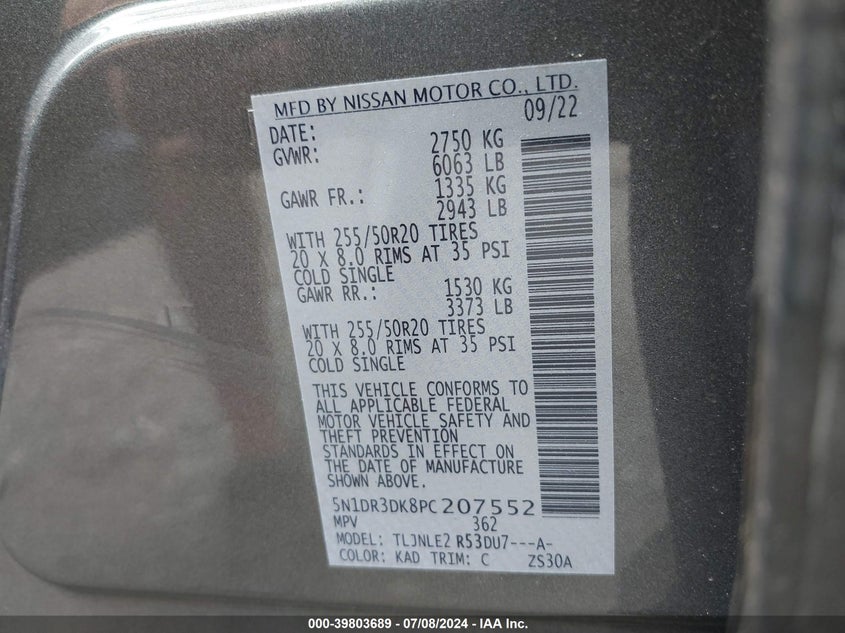 MFD BY NISSAN MOTOR CO., LTD.
DATE: 09/22
GVWR: 2750 KG
6063 LB
GAWR FR.: 1335 KG
2943 LB
WITH 255/50R20 TIRES
20 X 8.0 RIMS AT 35 PSI
COLD SINGLE
GAWR RR.: 1530 KG
3373 LB
WITH 255/50R20 TIRES
20 X 8.0 RIMS AT 35 PSI
COLD SINGLE
THIS VEHICLE CONFORMS TO
ALL APPLICABLE FEDERAL
MOTOR VEHICLE SAFETY AND
THEFT PREVENTION
STANDARDS IN EFFECT ON
THE DATE OF MANUFACTURE
SHOWN ABOVE.
5N1DR3DK8PC207552
MPV 362
MODEL: TLJNLE2 R53DU7---A-
COLOR: KAD TRIM: C ZS30A
000-39803689 - 07/08/2024 - IAA Inc.